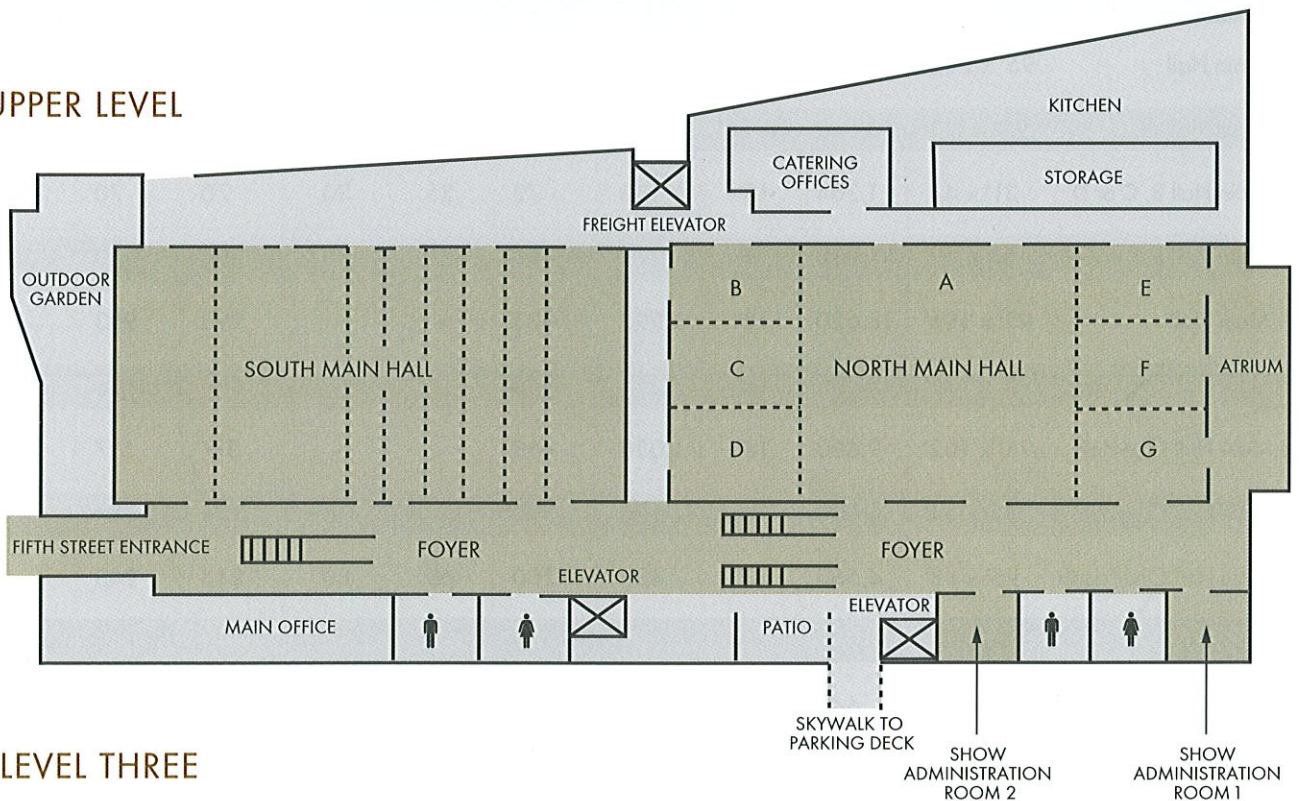 UPPER LEVEL
KITCHEN
CATERING
OFFICES
STORAGE
FREIGHT ELEVATOR
OUTDOOR
GARDEN
B
A
E
SOUTH MAIN HALL
C
NORTH MAIN HALL
F
ATRIUM
D
G
FIFTH STREET ENTRANCE
FOYER
FOYER
ELEVATOR
ELEVATOR
MAIN OFFICE
PATIO
SKYWALK TO
PARKING DECK
SHOW
ADMINISTRATION
ROOM 2
SHOW
ADMINISTRATION
ROOM 1
LEVEL THREE